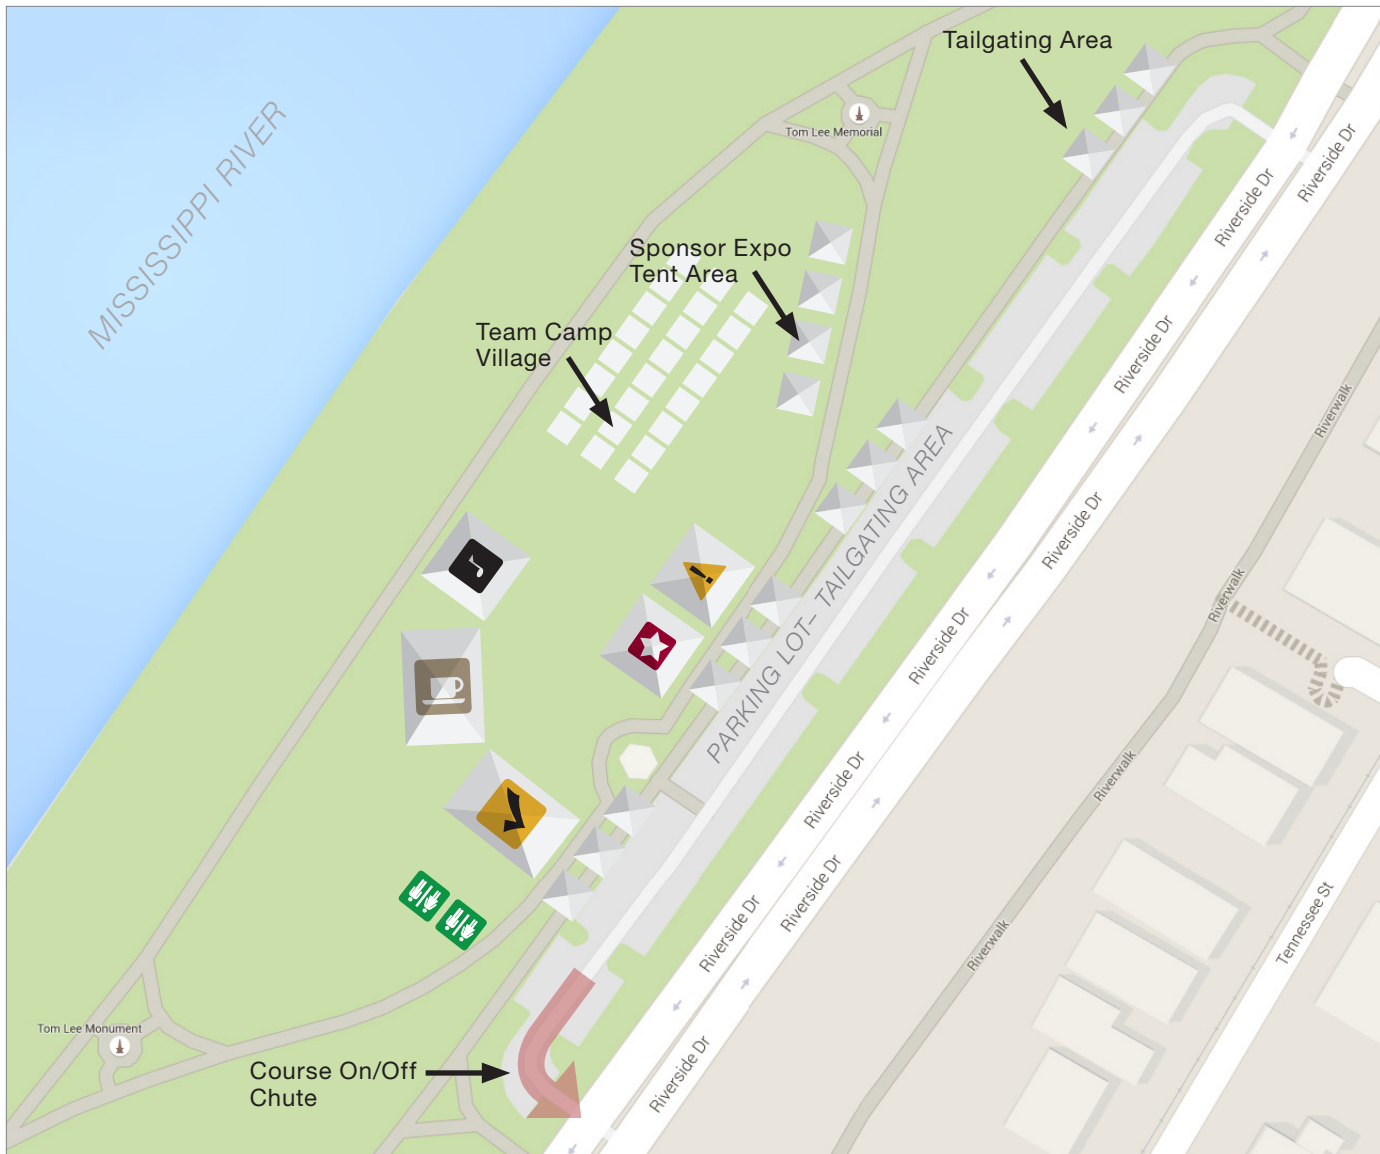 Tailgating Area
Tom Lee Memorial
MISSISSIPPI RIVER
Riverside Dr
Riverside Dr
Sponsor Expo
Tent Area
Team Camp
Village
Riverside Dr
Riverwalk
PARKING LOT– TAILGATING AREA
Riverside Dr
Riverwalk
Riverside Dr
Riverside Dr
Riverwalk
Riverside Dr
Riverside Dr
Riverwalk
Tennessee St
Tom Lee Monument
Riverside Dr
Course On/Off
Chute